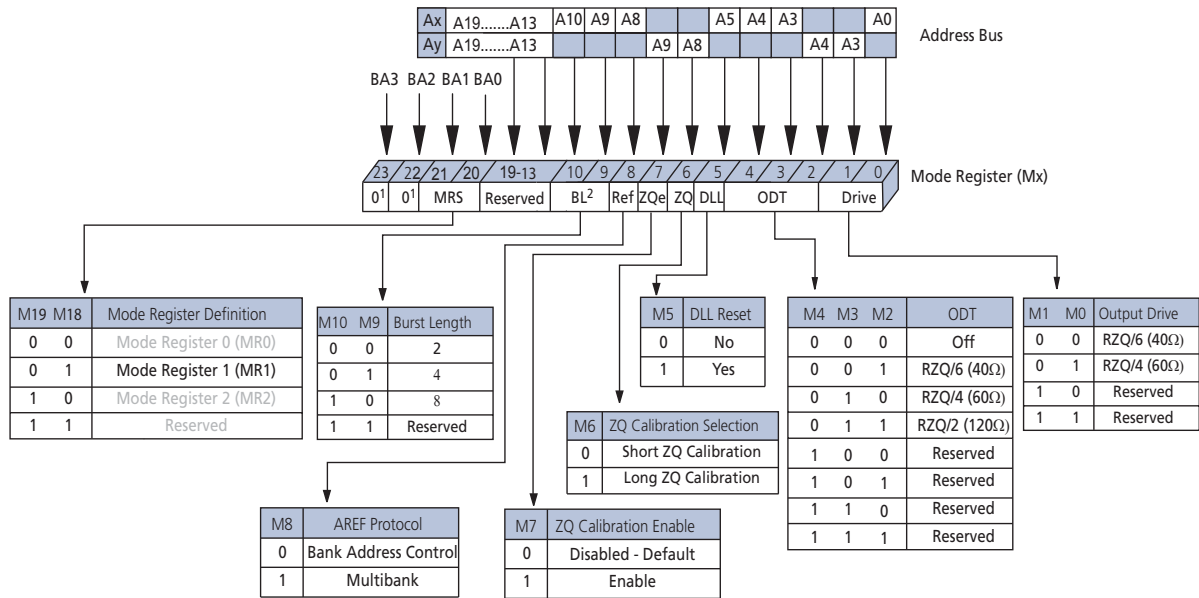 Ax A19.......A13 A10 A9 A8 A5 A4 A3 A0
Ay A19.......A13 A9 A8 A4 A3
Address Bus
BA3 BA2 BA1 BA0
23 22 21 20 19-13 10 9 8 7 6 5 4 3 2 1 0
Mode Register (Mx)
0¹ 0¹ MRS Reserved BL² Ref ZQe ZQ DLL ODT Drive
M19 M18 Mode Register Definition
0 0 Mode Register 0 (MR0)
0 1 Mode Register 1 (MR1)
1 0 Mode Register 2 (MR2)
1 1 Reserved
M10 M9 Burst Length
0 0 2
0 1 4
1 0 8
1 1 Reserved
M5 DLL Reset
0 No
1 Yes
M4 M3 M2 ODT
0 0 0 Off
0 0 1 RZQ/6 (40Ω)
0 1 0 RZQ/4 (60Ω)
0 1 1 RZQ/2 (120Ω)
1 0 0 Reserved
1 0 1 Reserved
1 1 0 Reserved
1 1 1 Reserved
M1 M0 Output Drive
0 0 RZQ/6 (40Ω)
0 1 RZQ/4 (60Ω)
1 0 Reserved
1 1 Reserved
M6 ZQ Calibration Selection
0 Short ZQ Calibration
1 Long ZQ Calibration
M8 AREF Protocol
0 Bank Address Control
1 Multibank
M7 ZQ Calibration Enable
0 Disabled - Default
1 Enable